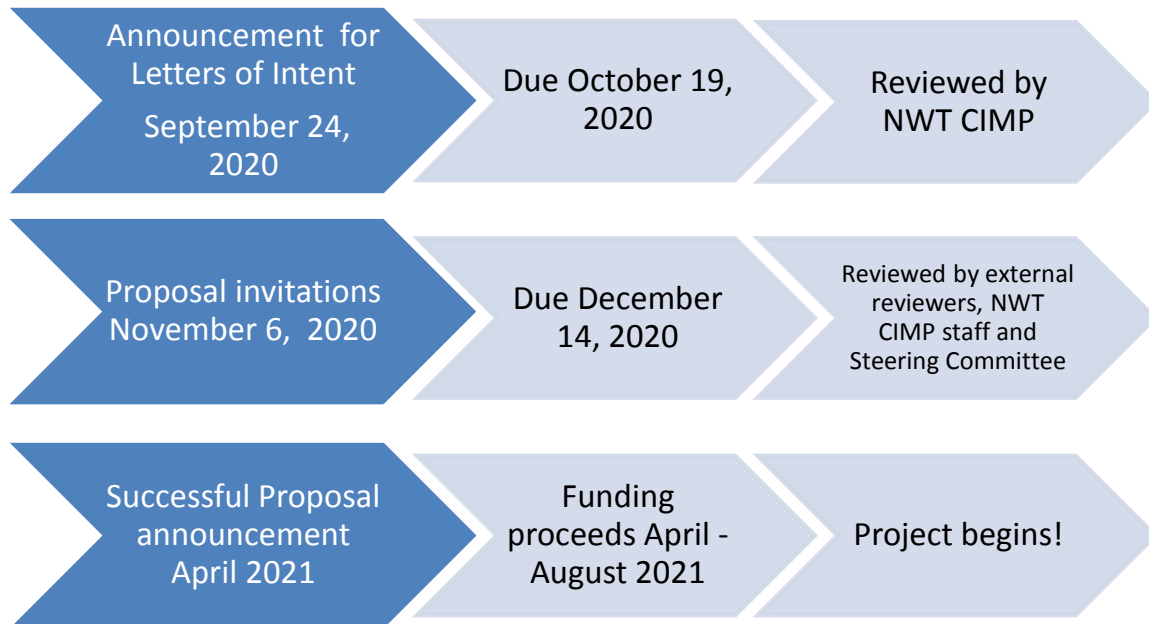 Announcement for
Letters of Intent
September 24,
2020
Due October 19,
2020
Reviewed by
NWT CIMP
Proposal invitations
November 6, 2020
Due December
14, 2020
Reviewed by external
reviewers, NWT
CIMP staff and
Steering Committee
Successful Proposal
announcement
April 2021
Funding
proceeds April -
August 2021
Project begins!